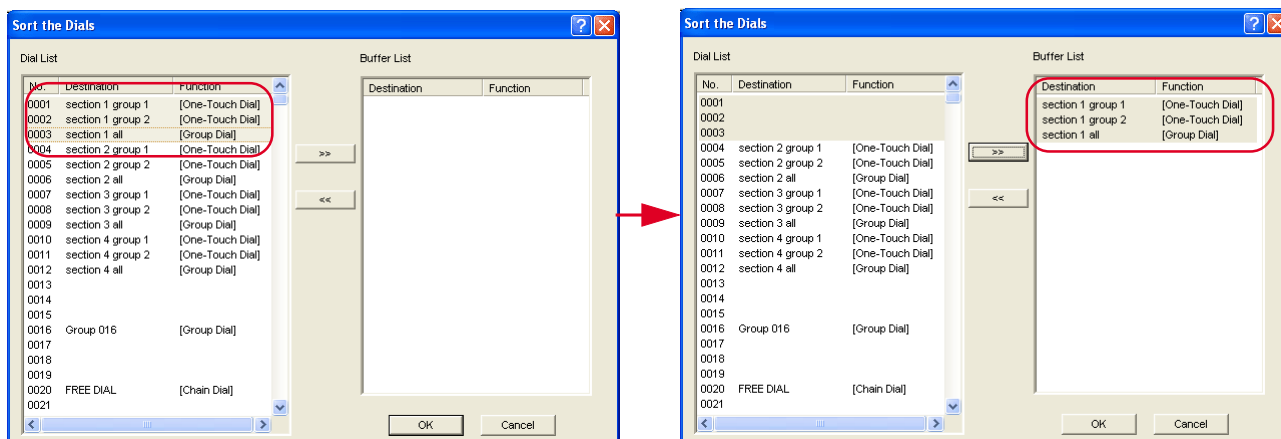 Sort the Dials
Dial List
No. Destination Function
0001 section 1 group 1 [One-Touch Dial]
0002 section 1 group 2 [One-Touch Dial]
0003 section 1 all [Group Dial]
0004 section 2 group 1 [One-Touch Dial]
0005 section 2 group 2 [One-Touch Dial]
0006 section 2 all [Group Dial]
0007 section 3 group 1 [One-Touch Dial]
0008 section 3 group 2 [One-Touch Dial]
0009 section 3 all [Group Dial]
0010 section 4 group 1 [One-Touch Dial]
0011 section 4 group 2 [One-Touch Dial]
0012 section 4 all [Group Dial]
0013
0014
0015
0016 Group 016 [Group Dial]
0017
0018
0019
0020 FREE DIAL [Chain Dial]
0021
>>
<<
Buffer List
Destination Function
OK Cancel
Sort the Dials
Dial List
No. Destination Function
0001
0002
0003
0004 section 2 group 1 [One-Touch Dial]
0005 section 2 group 2 [One-Touch Dial]
0006 section 2 all [Group Dial]
0007 section 3 group 1 [One-Touch Dial]
0008 section 3 group 2 [One-Touch Dial]
0009 section 3 all [Group Dial]
0010 section 4 group 1 [One-Touch Dial]
0011 section 4 group 2 [One-Touch Dial]
0012 section 4 all [Group Dial]
0013
0014
0015
0016 Group 016 [Group Dial]
0017
0018
0019
0020 FREE DIAL [Chain Dial]
0021
>>
<<
Buffer List
Destination Function
section 1 group 1 [One-Touch Dial]
section 1 group 2 [One-Touch Dial]
section 1 all [Group Dial]
OK Cancel